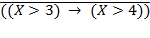 ((X > 3) → (X > 4))